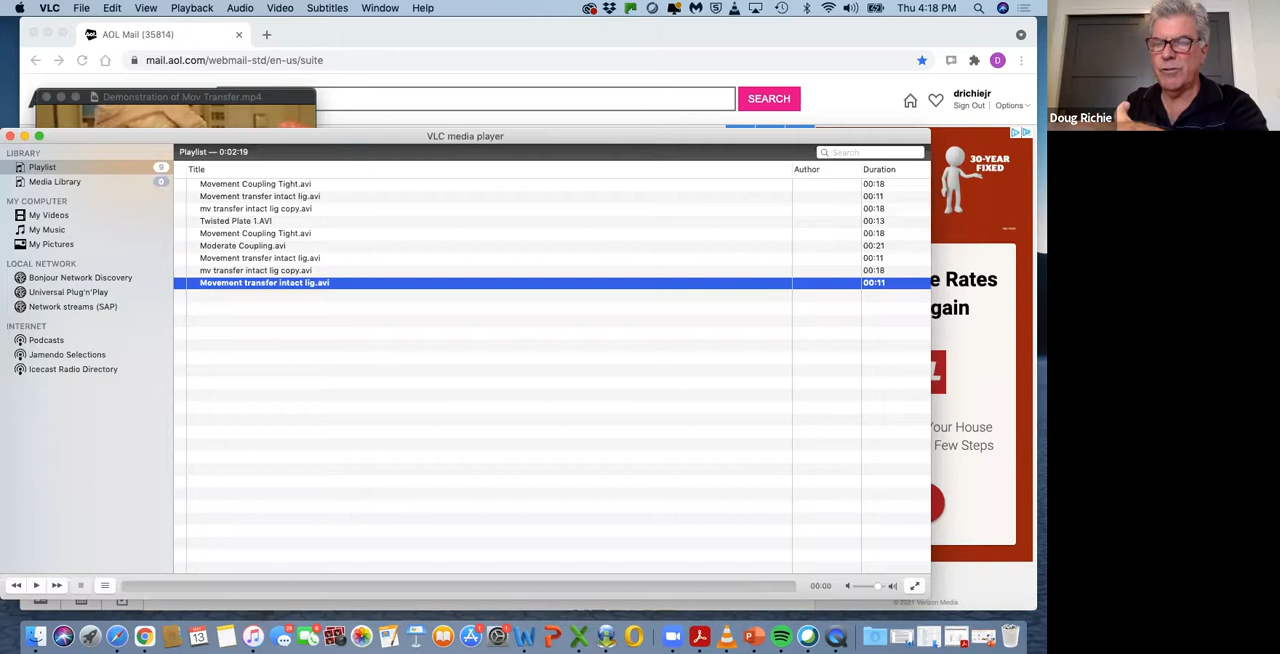 VLC File Edit View Playback Audio Video Subtitles Window Help
Thu 4:18 PM
AOL Mail (35814)
mail.aol.com/webmail-std/en-us/suite
D
Demonstration of Mov Transfer.mp4
SEARCH
drichiejr
Sign Out Options
Doug Richie
VLC media player
LIBRARY
Playlist 9
Media Library 0
MY COMPUTER
My Videos
My Music
My Pictures
LOCAL NETWORK
Bonjour Network Discovery
Universal Plug'n'Play
Network streams (SAP)
INTERNET
Podcasts
Jamendo Selections
Icecast Radio Directory
Playlist — 0:02:19
Search
Title Author Duration
Movement Coupling Tight.avi 00:18
Movement transfer intact lig.avi 00:11
mv transfer intact lig copy.avi 00:18
Twisted Plate 1.AVI 00:13
Movement Coupling Tight.avi 00:18
Moderate Coupling.avi 00:21
Movement transfer intact lig.avi 00:11
mv transfer intact lig copy.avi 00:18
Movement transfer intact lig.avi 00:11
00:00
30-YEAR
FIXED
e Rates
gain
Your House
Few Steps
© 2021 Verizon Media